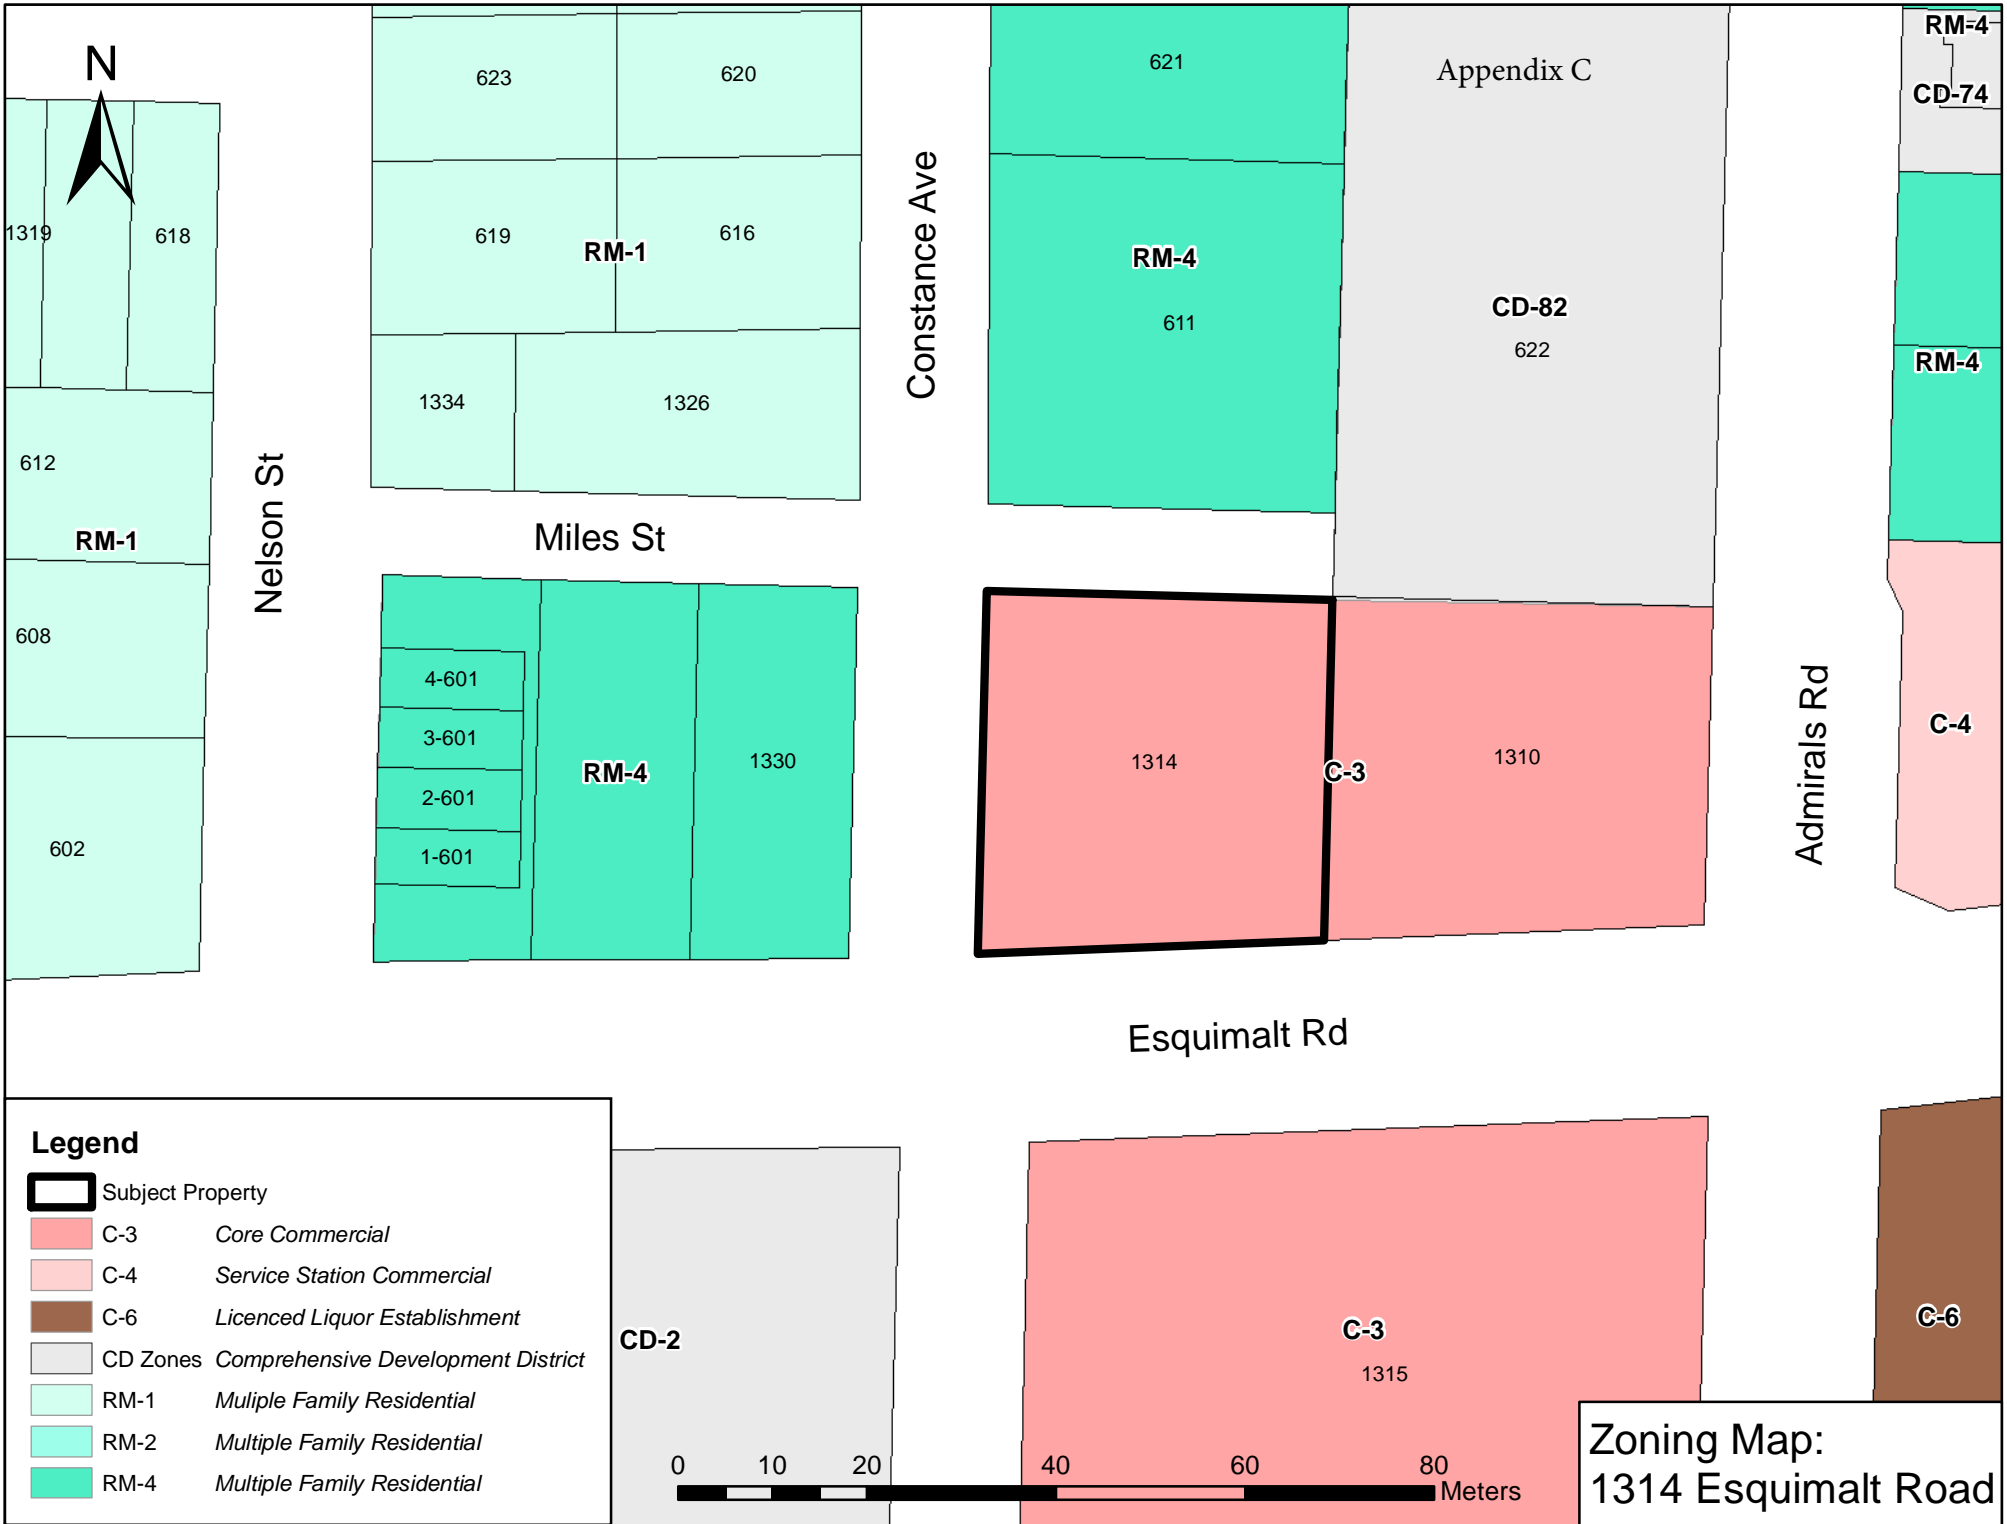 N
623
620
621
Appendix C
RM-4
CD-74
1319
618
619
RM-1
616
Constance Ave
RM-4
611
CD-82
622
RM-4
1334
1326
612
RM-1
Nelson St
Miles St
608
602
4-601
3-601
2-601
1-601
RM-4
1330
1314
C-3
1310
Admirals Rd
C-4
Esquimalt Rd
Legend
Subject Property
C-3 Core Commercial
C-4 Service Station Commercial
C-6 Licenced Liquor Establishment
CD Zones Comprehensive Development District
RM-1 Muliple Family Residential
RM-2 Multiple Family Residential
RM-4 Multiple Family Residential
CD-2
C-3
1315
C-6
0 10 20 40 60 80
Meters
Zoning Map:
1314 Esquimalt Road